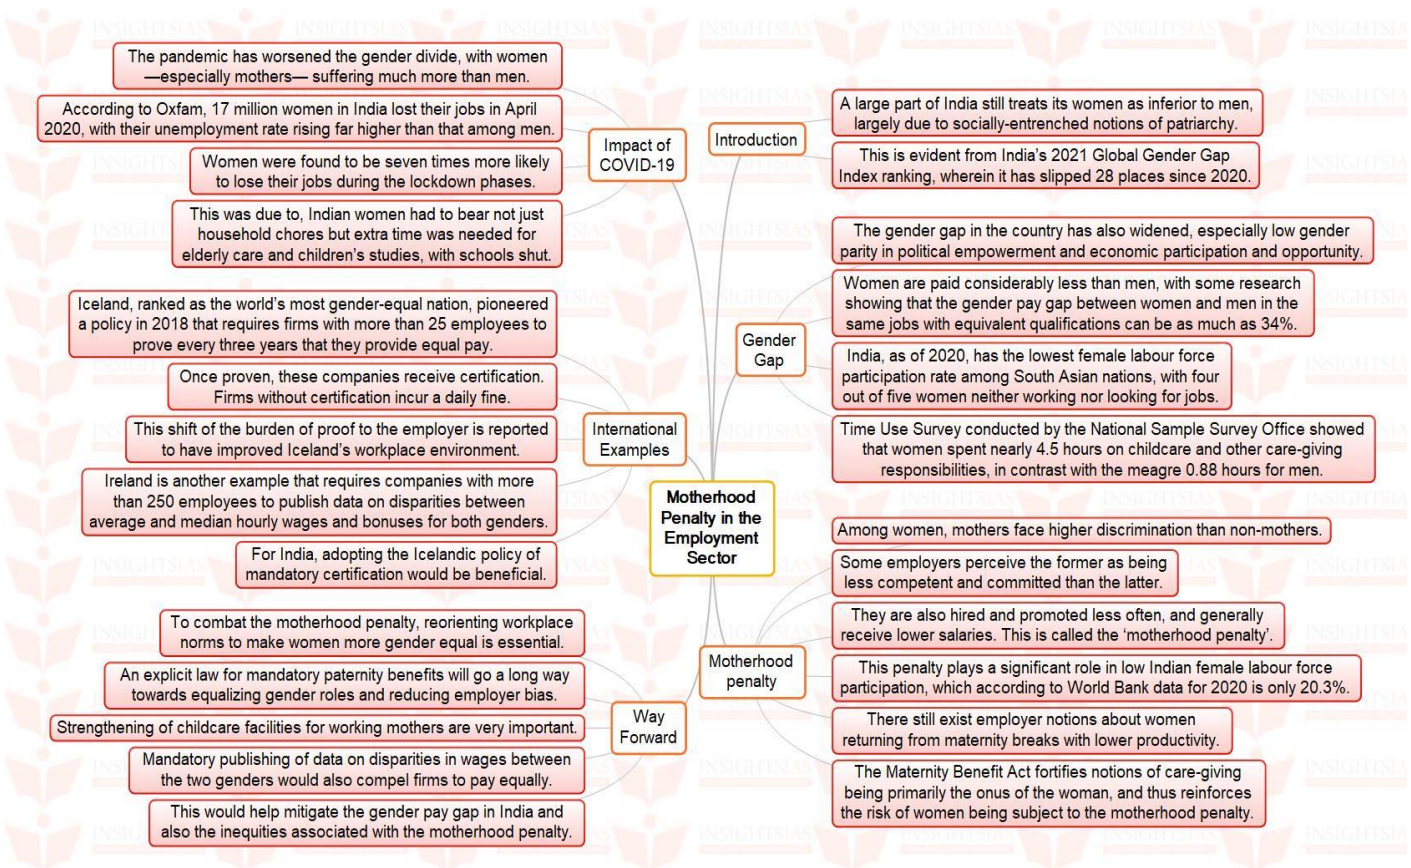 Motherhood
Penalty in the
Employment
Sector
Introduction
A large part of India still treats its women as inferior to men,
largely due to socially-entrenched notions of patriarchy.
This is evident from India's 2021 Global Gender Gap
Index ranking, wherein it has slipped 28 places since 2020.
Gender
Gap
The gender gap in the country has also widened, especially low gender
parity in political empowerment and economic participation and opportunity.
Women are paid considerably less than men, with some research
showing that the gender pay gap between women and men in the
same jobs with equivalent qualifications can be as much as 34%.
India, as of 2020, has the lowest female labour force
participation rate among South Asian nations, with four
out of five women neither working nor looking for jobs.
Time Use Survey conducted by the National Sample Survey Office showed
that women spent nearly 4.5 hours on childcare and other care-giving
responsibilities, in contrast with the meagre 0.88 hours for men.
Motherhood
penalty
Among women, mothers face higher discrimination than non-mothers.
Some employers perceive the former as being
less competent and committed than the latter.
They are also hired and promoted less often, and generally
receive lower salaries. This is called the 'motherhood penalty'.
This penalty plays a significant role in low Indian female labour force
participation, which according to World Bank data for 2020 is only 20.3%.
There still exist employer notions about women
returning from maternity breaks with lower productivity.
The Maternity Benefit Act fortifies notions of care-giving
being primarily the onus of the woman, and thus reinforces
the risk of women being subject to the motherhood penalty.
Impact of
COVID-19
The pandemic has worsened the gender divide, with women
—especially mothers— suffering much more than men.
According to Oxfam, 17 million women in India lost their jobs in April
2020, with their unemployment rate rising far higher than that among men.
Women were found to be seven times more likely
to lose their jobs during the lockdown phases.
This was due to, Indian women had to bear not just
household chores but extra time was needed for
elderly care and children's studies, with schools shut.
International
Examples
Iceland, ranked as the world's most gender-equal nation, pioneered
a policy in 2018 that requires firms with more than 25 employees to
prove every three years that they provide equal pay.
Once proven, these companies receive certification.
Firms without certification incur a daily fine.
This shift of the burden of proof to the employer is reported
to have improved Iceland's workplace environment.
Ireland is another example that requires companies with more
than 250 employees to publish data on disparities between
average and median hourly wages and bonuses for both genders.
For India, adopting the Icelandic policy of
mandatory certification would be beneficial.
Way
Forward
To combat the motherhood penalty, reorienting workplace
norms to make women more gender equal is essential.
An explicit law for mandatory paternity benefits will go a long way
towards equalizing gender roles and reducing employer bias.
Strengthening of childcare facilities for working mothers are very important.
Mandatory publishing of data on disparities in wages between
the two genders would also compel firms to pay equally.
This would help mitigate the gender pay gap in India and
also the inequities associated with the motherhood penalty.
INSIGHTSIAS